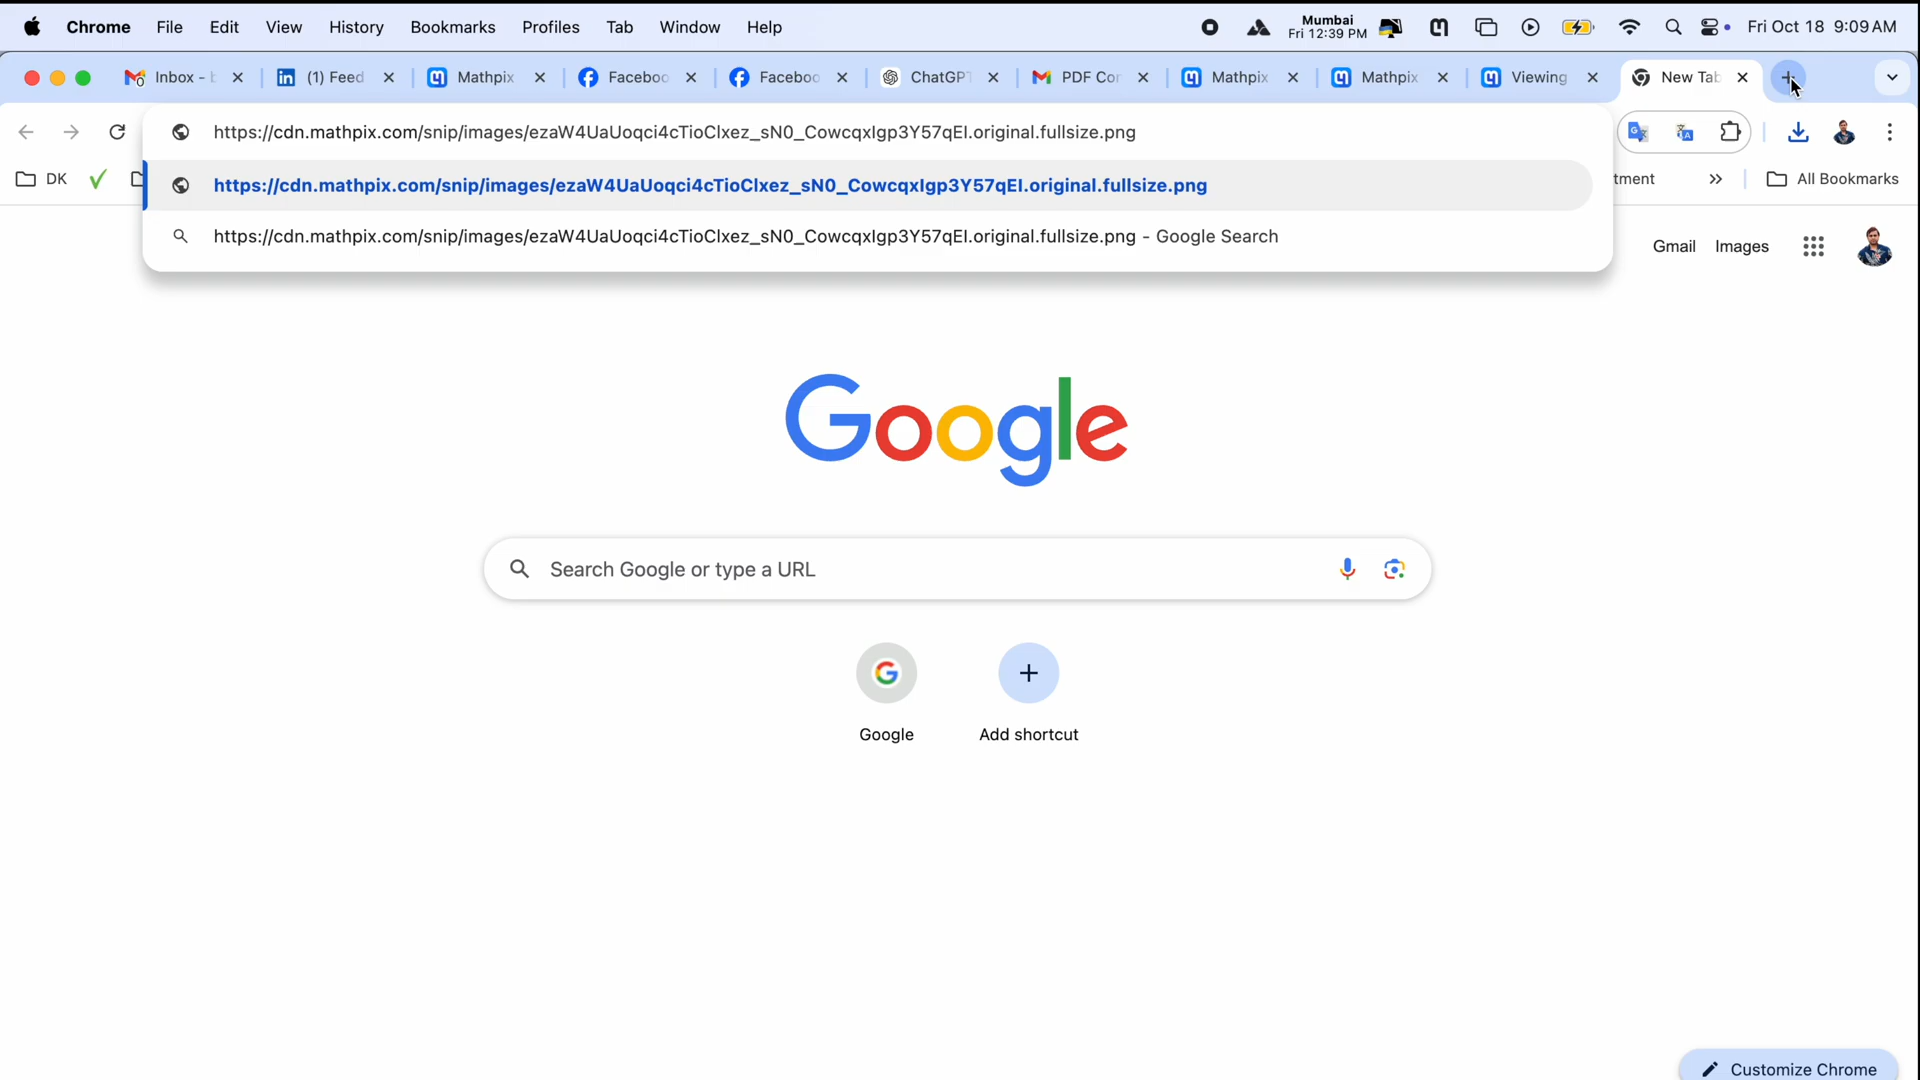 Chrome File Edit View History Bookmarks Profiles Tab Window Help
Mumbai
Fri 12:39 PM
Fri Oct 18 9:09 AM
Inbox - (1) Feed Mathpix Faceboo Faceboo ChatGPT PDF Cor Mathpix Mathpix Viewing New Tab
https://cdn.mathpix.com/snip/images/ezaW4UaUoqci4cTioClxez_sN0_CowcqxIgp3Y57qEI.original.fullsize.png
DK
https://cdn.mathpix.com/snip/images/ezaW4UaUoqci4cTioClxez_sN0_CowcqxIgp3Y57qEI.original.fullsize.png
tment » All Bookmarks
https://cdn.mathpix.com/snip/images/ezaW4UaUoqci4cTioClxez_sN0_CowcqxIgp3Y57qEI.original.fullsize.png - Google Search
Gmail Images
Google
Search Google or type a URL
Google Add shortcut
Customize Chrome